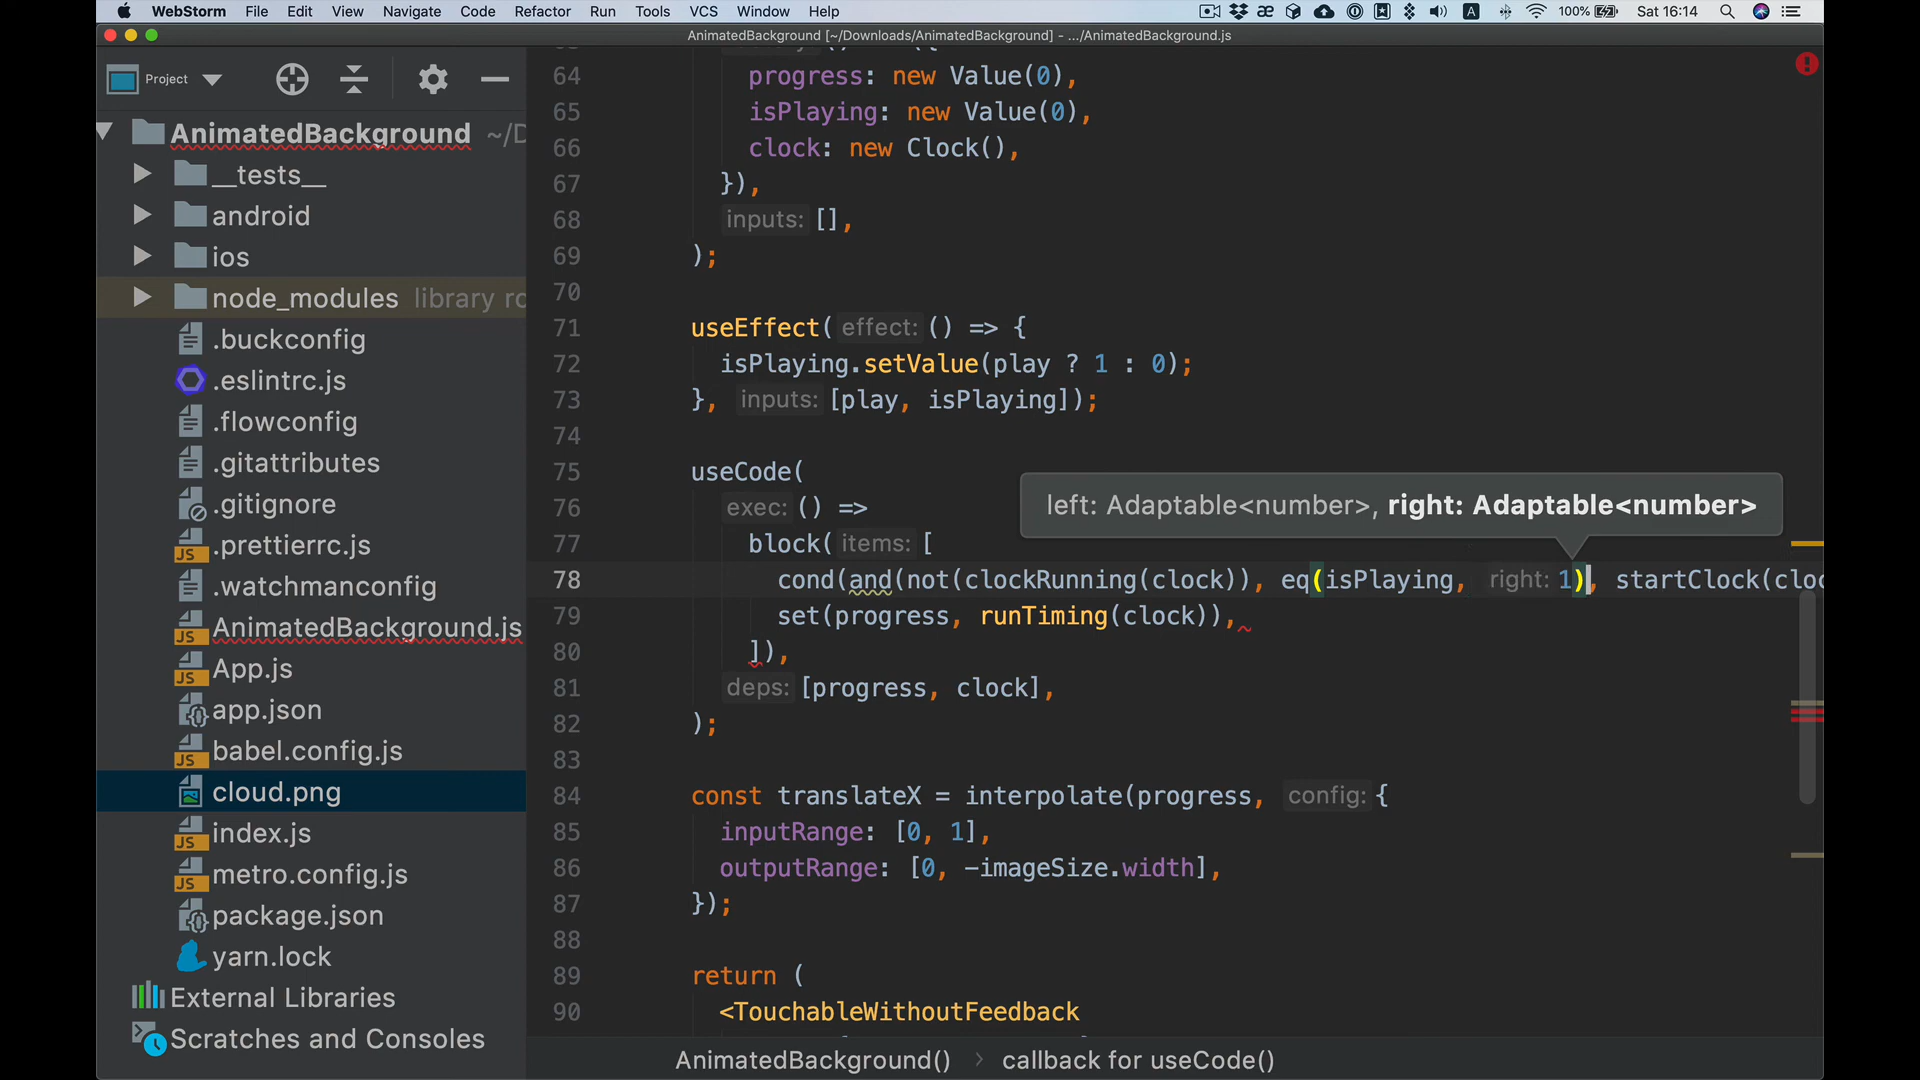 WebStorm File Edit View Navigate Code Refactor Run Tools VCS Window Help 100% Sat 16:14
AnimatedBackground [~/Downloads/AnimatedBackground] - .../AnimatedBackground.js
Project
AnimatedBackground ~/D
__tests__
android
ios
node_modules library ro
.buckconfig
.eslintrc.js
.flowconfig
.gitattributes
.gitignore
.prettierrc.js
.watchmanconfig
AnimatedBackground.js
App.js
app.json
babel.config.js
cloud.png
index.js
metro.config.js
package.json
yarn.lock
External Libraries
Scratches and Consoles
64 progress: new Value(0),
65 isPlaying: new Value(0),
66 clock: new Clock(),
67 }),
68 inputs: [],
69 );
70
71 useEffect( effect: () => {
72 isPlaying.setValue(play ? 1 : 0);
73 }, inputs: [play, isPlaying]);
74
75 useCode(
left: Adaptable<number>, right: Adaptable<number>
76 exec: () =>
77 block( items: [
78 cond(and(not(clockRunning(clock)), eq(isPlaying, right: 1), startClock(cloc
79 set(progress, runTiming(clock)),
80 ]),
81 deps: [progress, clock],
82 );
83
84 const translateX = interpolate(progress, config: {
85 inputRange: [0, 1],
86 outputRange: [0, -imageSize.width],
87 });
88
89 return (
90 <TouchableWithoutFeedback
AnimatedBackground() › callback for useCode()